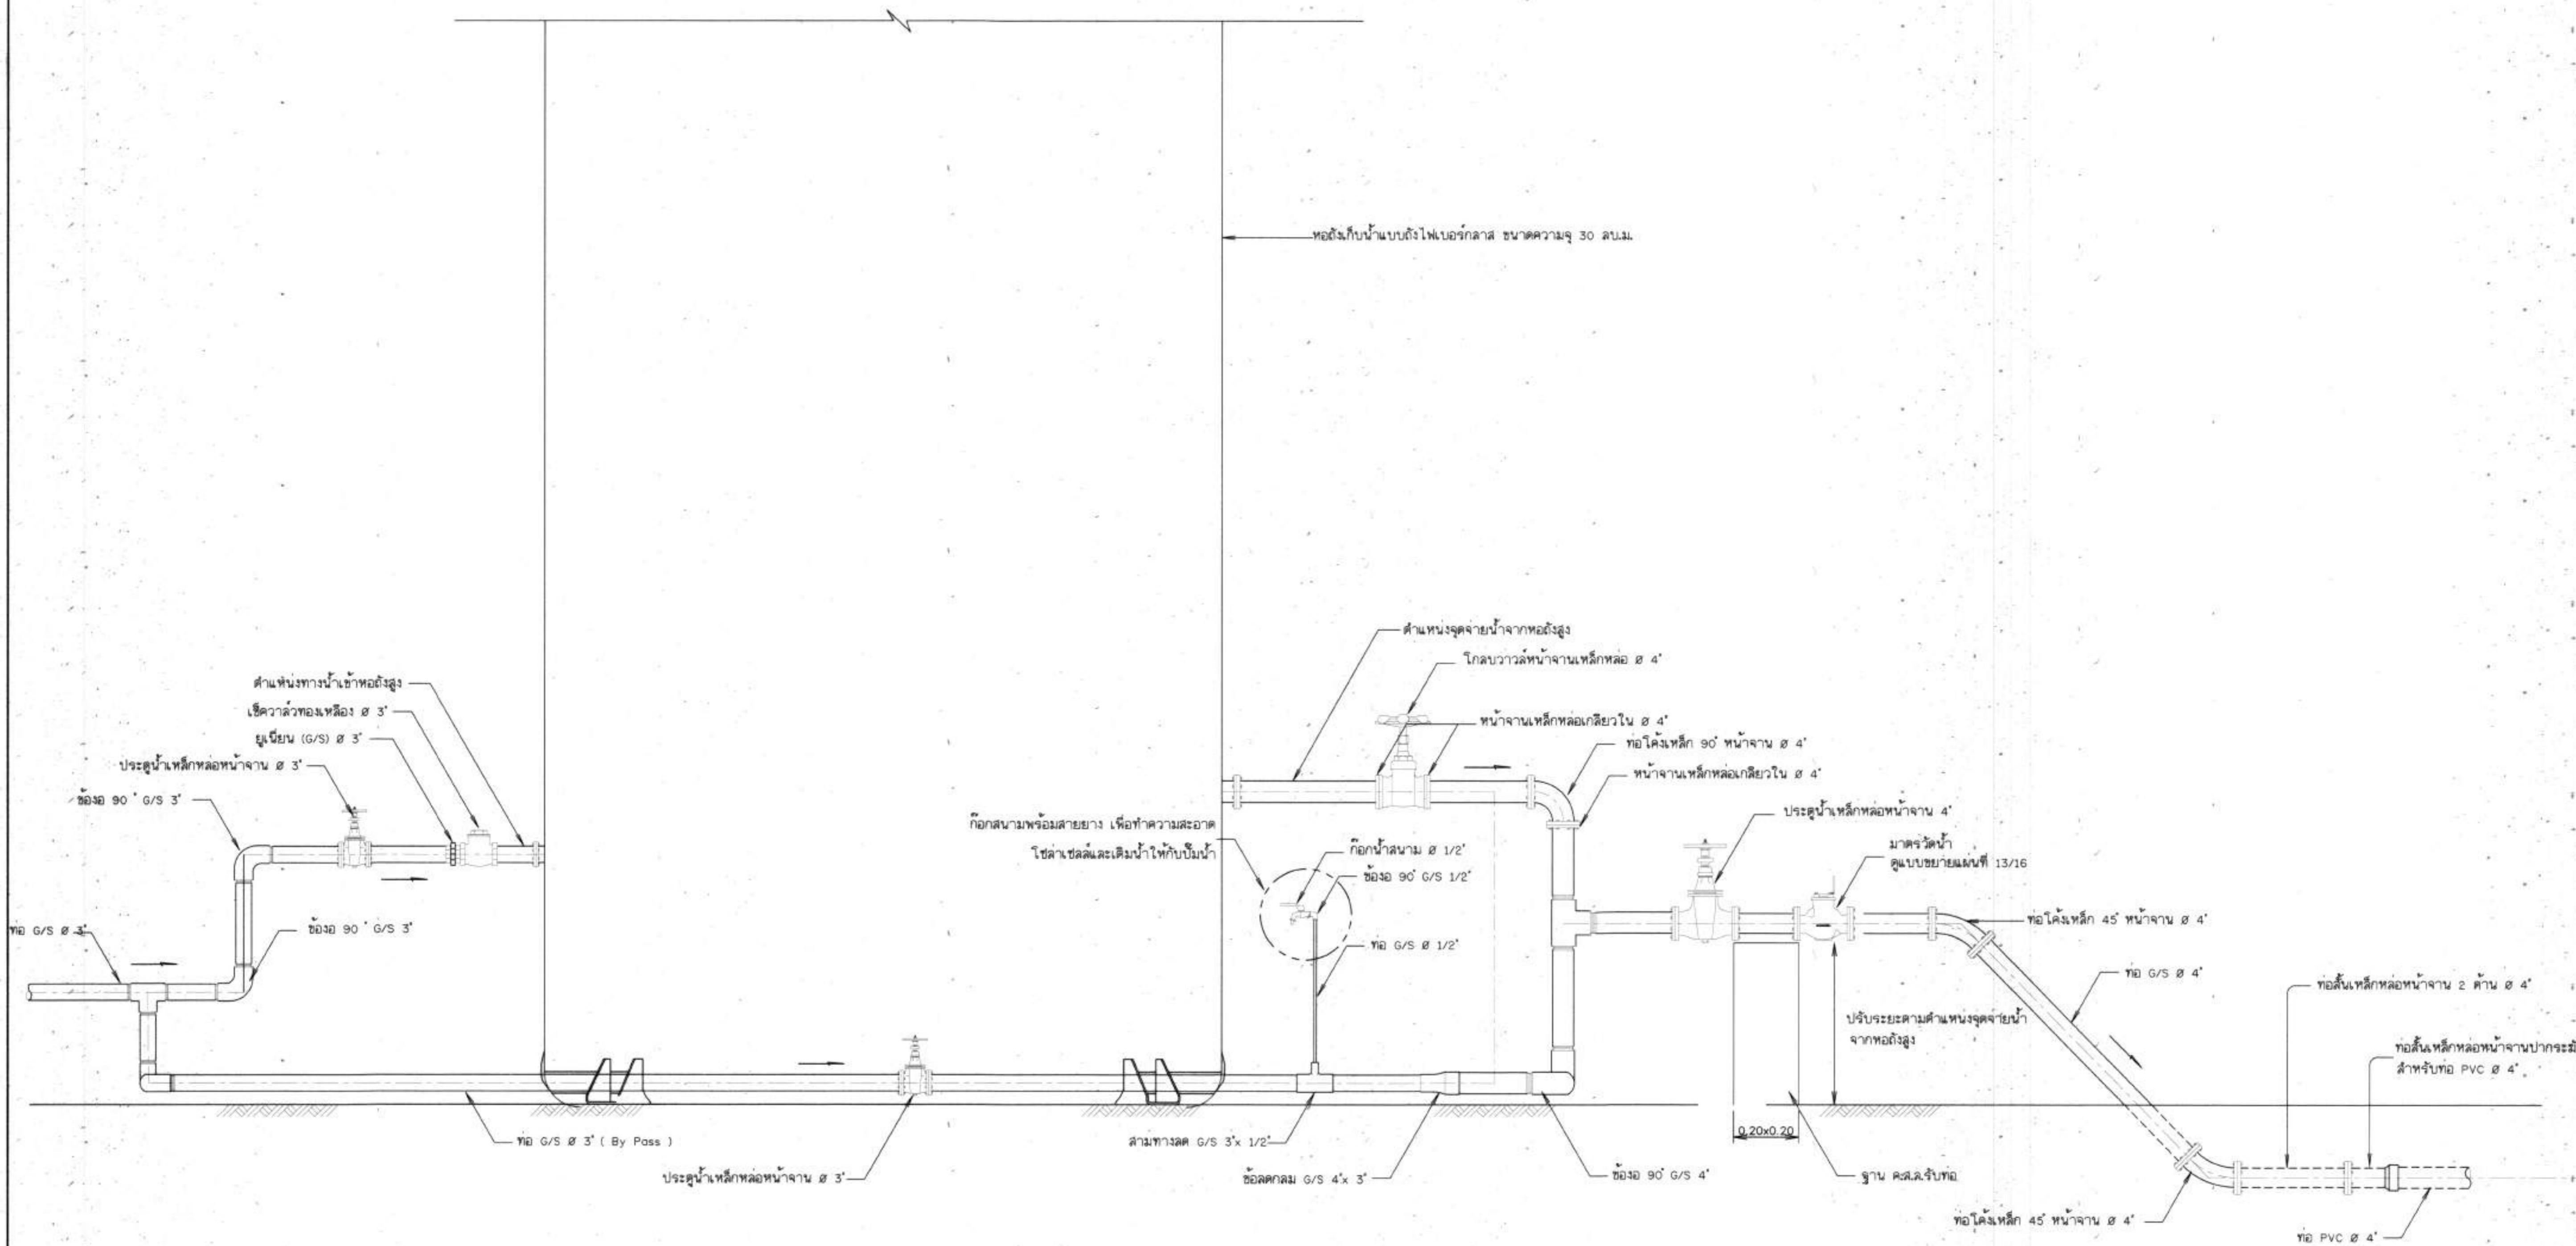 หอถังเก็บน้ำแบบถังไฟเบอร์กลาส ขนาดความจุ 30 ลบ.ม.
ตำแหน่งจุดจ่ายน้ำจากหอถังสูง
โกลบวาวล์หน้าจานเหล็กหล่อ ø 4"
หน้าจานเหล็กหล่อเกลียวใน ø 4"
ท่อโค้งเหล็ก 90° หน้าจาน ø 4"
หน้าจานเหล็กหล่อเกลียวใน ø 4"
ตำแหน่งทางน้ำเข้าหอถังสูง
เช็ควาล์วทองเหลือง ø 3"
ยูเนี่ยน (G/S) ø 3"
ประตูน้ำเหล็กหล่อหน้าจาน ø 3"
ข้องอ 90 ° G/S 3"
ท่อ G/S ø 3"
ข้องอ 90 ° G/S 3"
ก๊อกสนามพร้อมสายยาง เพื่อทำความสะอาด
โซล่าเซลล์และเติมน้ำให้กับปั๊มน้ำ
ก๊อกน้ำสนาม ø 1/2"
ข้องอ 90° G/S 1/2"
ท่อ G/S ø 1/2"
ประตูน้ำเหล็กหล่อหน้าจาน 4"
มาตรวัดน้ำ
ดูแบบขยายแผ่นที่ 13/16
ท่อโค้งเหล็ก 45° หน้าจาน ø 4"
ท่อ G/S ø 4"
ท่อสั้นเหล็กหล่อหน้าจาน 2 ด้าน ø 4"
ปรับระยะตามตำแหน่งจุดจ่ายน้ำ
จากหอถังสูง
ท่อสั้นเหล็กหล่อหน้าจานปากระฆัง
สำหรับท่อ PVC ø 4"
ท่อ G/S ø 3" ( By Pass )
ประตูน้ำเหล็กหล่อหน้าจาน ø 3"
สามทางลด G/S 3"x 1/2"
ข้อลดกลม G/S 4"x 3"
ข้องอ 90° G/S 4"
0.20x0.20
ฐาน ค.ส.ล.รับท่อ
ท่อโค้งเหล็ก 45° หน้าจาน ø 4"
ท่อ PVC ø 4"